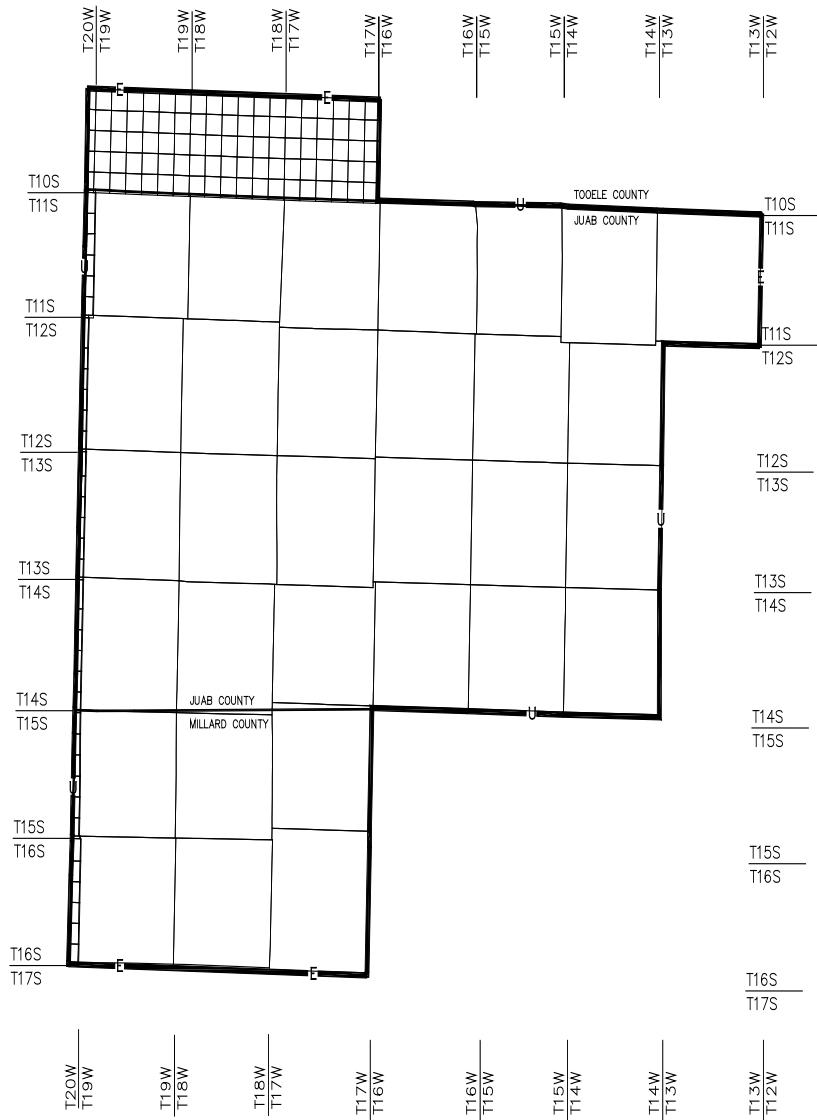 T20W
T19W
T19W
T18W
T18W
T17W
T17W
T16W
T16W
T15W
T15W
T14W
T14W
T13W
T13W
T12W
E
E
T10S
T11S
TOOELE COUNTY
U
JUAB COUNTY
T10S
T11S
U
E
T11S
T12S
T11S
T12S
T12S
T13S
T12S
T13S
U
T13S
T14S
T13S
T14S
T14S
T15S
JUAB COUNTY
MILLARD COUNTY
U
T14S
T15S
U
T15S
T16S
T15S
T16S
T16S
T17S
E
E
T16S
T17S
T20W
T19W
T19W
T18W
T18W
T17W
T17W
T16W
T16W
T15W
T15W
T14W
T14W
T13W
T13W
T12W